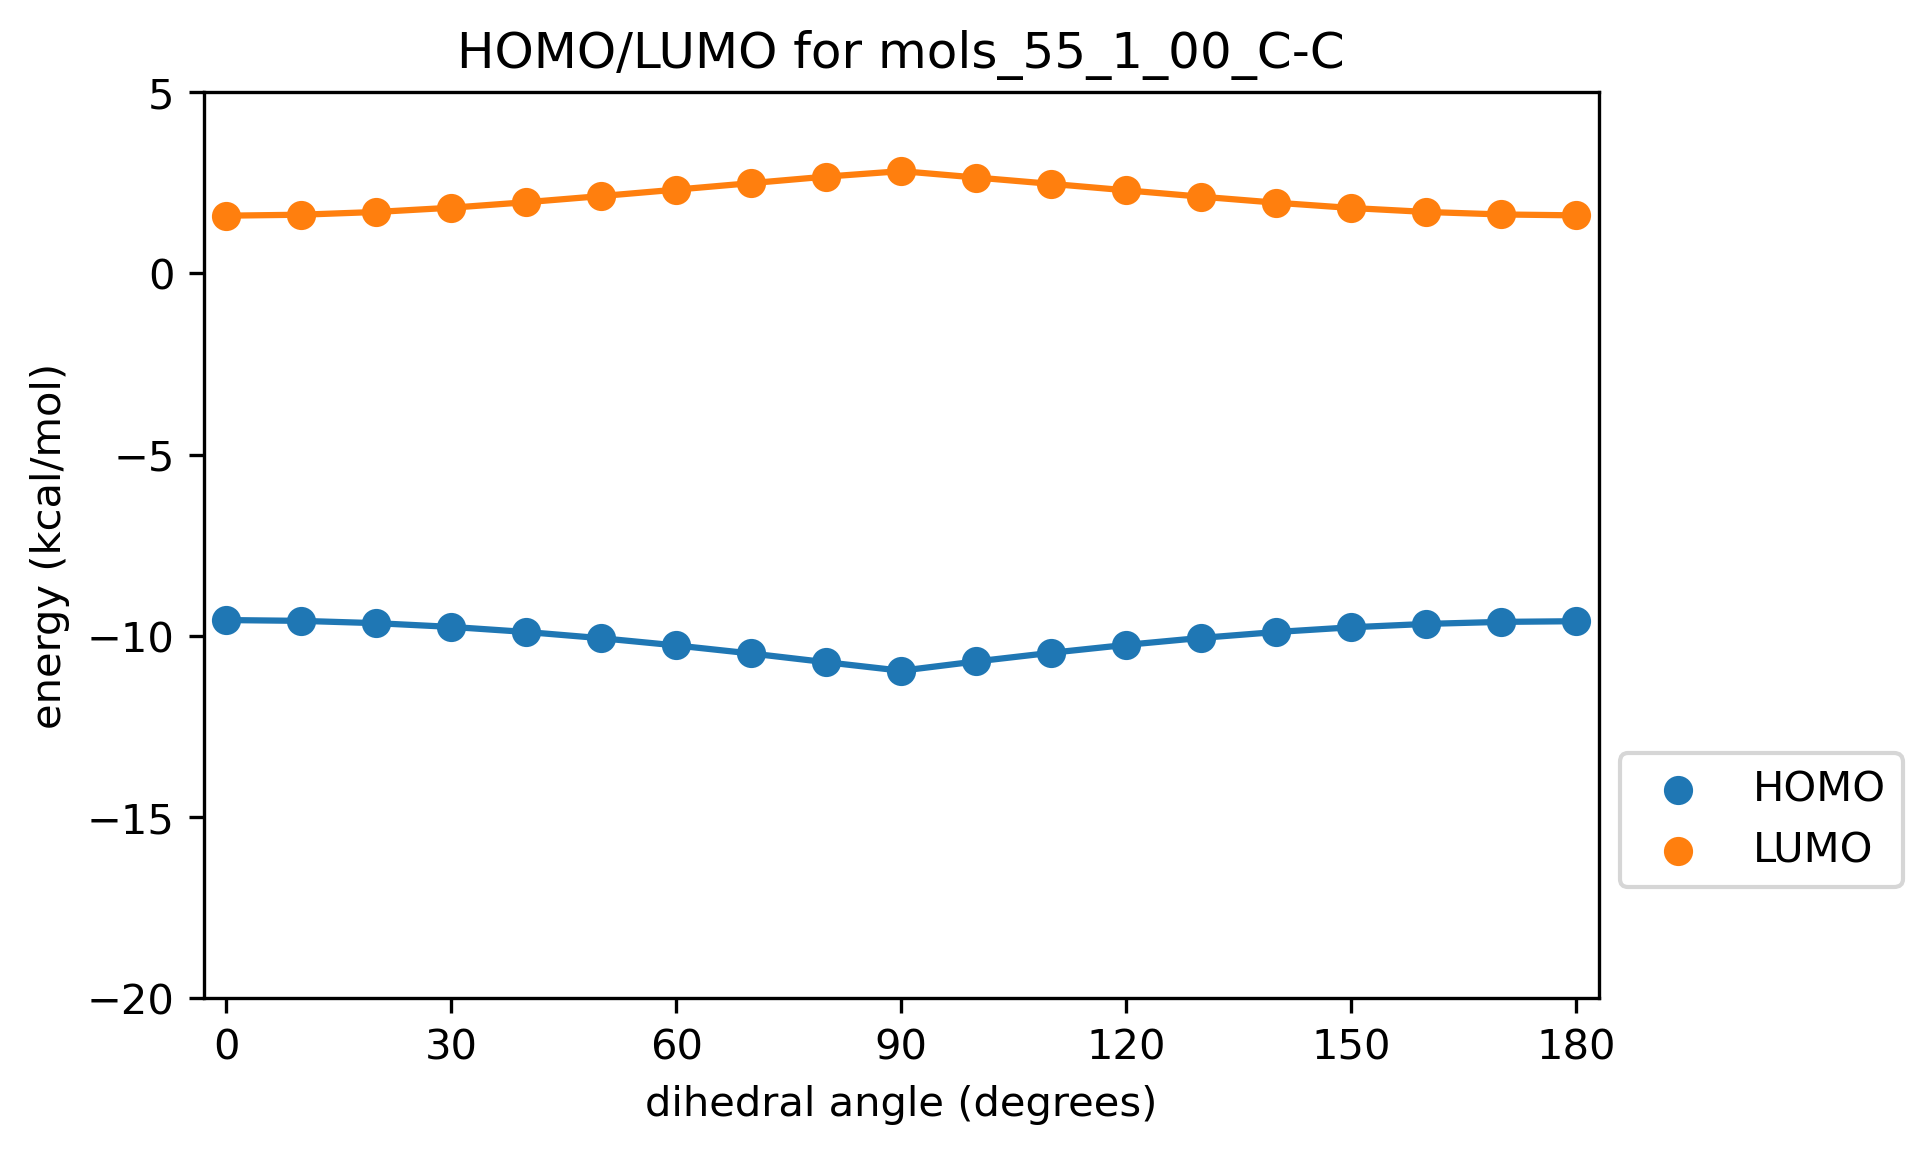 HOMO/LUMO for mols_55_1_00_C-C
5
0
−5
−10
−15
−20
energy (kcal/mol)
0 30 60 90 120 150 180
dihedral angle (degrees)
HOMO
LUMO